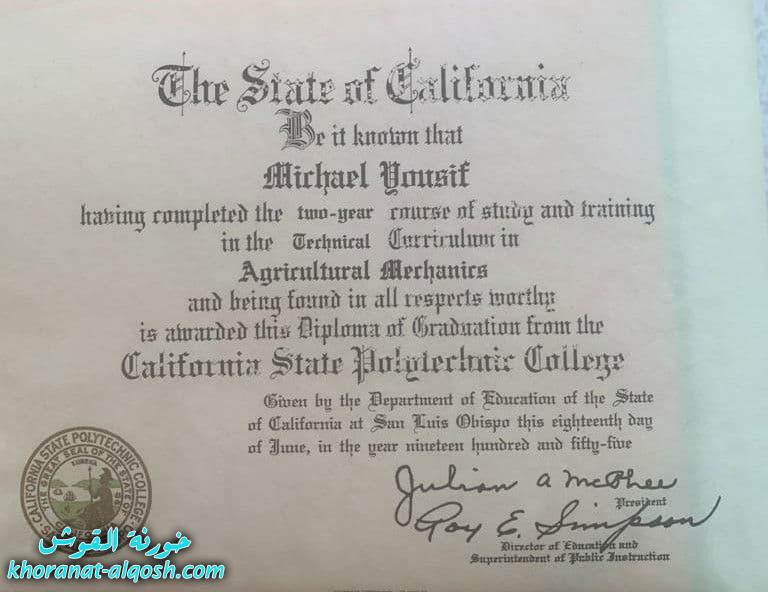 The State of California
Be it known that
Michael Yousif
having completed the two-year course of study and training
in the Technical Curriculum in
Agricultural Mechanics
and being found in all respects worthy
is awarded this Diploma of Graduation from the
California State Polytechnic College
Given by the Department of Education of the State
of California at San Luis Obispo this eighteenth day
of June, in the year nineteen hundred and fifty-five
Julian A McPhee
President
Roy E. Simpson
Director of Education and
Superintendent of Public Instruction
CALIFORNIA STATE POLYTECHNIC COLLEGE
THE GREAT SEAL OF THE STATE OF
EUREKA
خورنة القوش
khoranat-alqosh.com